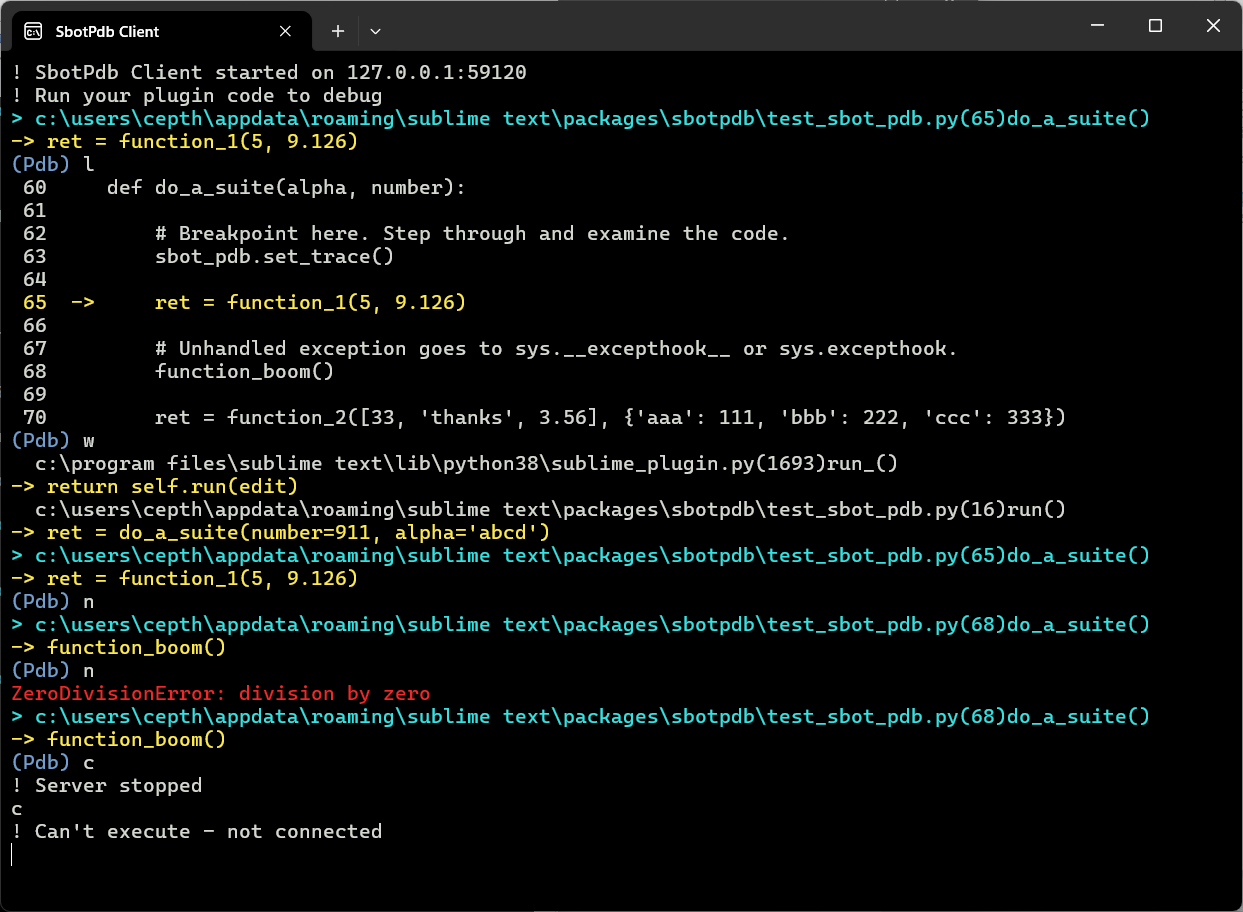 SbotPdb Client
! SbotPdb Client started on 127.0.0.1:59120
! Run your plugin code to debug
> c:\users\cepth\appdata\roaming\sublime text\packages\sbotpdb\test_sbot_pdb.py(65)do_a_suite()
-> ret = function_1(5, 9.126)
(Pdb) l
 60     def do_a_suite(alpha, number):
 61
 62         # Breakpoint here. Step through and examine the code.
 63         sbot_pdb.set_trace()
 64
 65  ->     ret = function_1(5, 9.126)
 66
 67         # Unhandled exception goes to sys.__excepthook__ or sys.excepthook.
 68         function_boom()
 69
 70         ret = function_2([33, 'thanks', 3.56], {'aaa': 111, 'bbb': 222, 'ccc': 333})
(Pdb) w
  c:\program files\sublime text\lib\python38\sublime_plugin.py(1693)run_()
-> return self.run(edit)
  c:\users\cepth\appdata\roaming\sublime text\packages\sbotpdb\test_sbot_pdb.py(16)run()
-> ret = do_a_suite(number=911, alpha='abcd')
> c:\users\cepth\appdata\roaming\sublime text\packages\sbotpdb\test_sbot_pdb.py(65)do_a_suite()
-> ret = function_1(5, 9.126)
(Pdb) n
> c:\users\cepth\appdata\roaming\sublime text\packages\sbotpdb\test_sbot_pdb.py(68)do_a_suite()
-> function_boom()
(Pdb) n
ZeroDivisionError: division by zero
> c:\users\cepth\appdata\roaming\sublime text\packages\sbotpdb\test_sbot_pdb.py(68)do_a_suite()
-> function_boom()
(Pdb) c
! Server stopped
c
! Can't execute - not connected